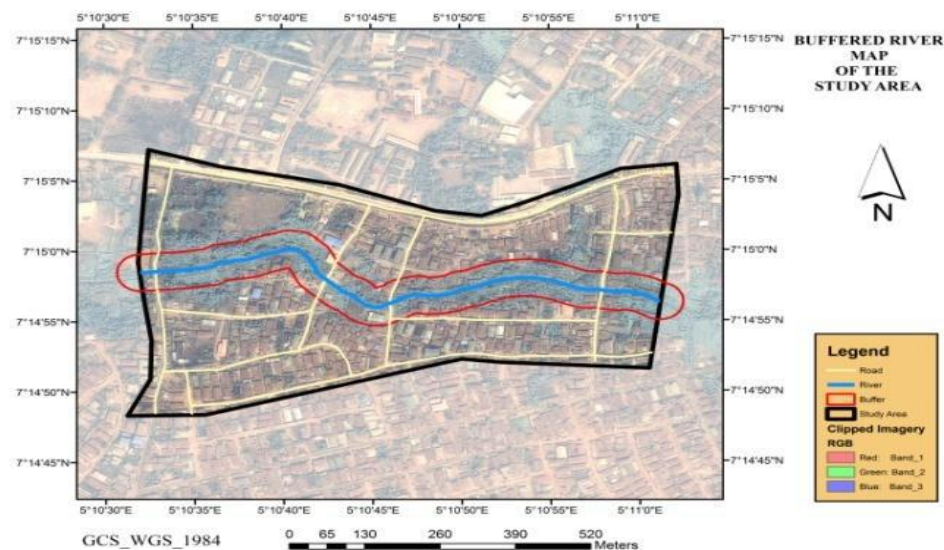 5°10'30"E 5°10'35"E 5°10'40"E 5°10'45"E 5°10'50"E 5°10'55"E 5°11'0"E
BUFFERED RIVER
MAP
OF THE
STUDY AREA
7°15'15"N 7°15'15"N
7°15'10"N 7°15'10"N
7°15'5"N 7°15'5"N
N
7°15'0"N 7°15'0"N
7°14'55"N 7°14'55"N
7°14'50"N 7°14'50"N
7°14'45"N 7°14'45"N
Legend
Road
River
Buffer
Study Area
Clipped Imagery
RGB
Red: Band_1
Green: Band_2
Blue: Band_3
5°10'30"E 5°10'35"E 5°10'40"E 5°10'45"E 5°10'50"E 5°10'55"E 5°11'0"E
GCS_WGS_1984
0 65 130 260 390 520
Meters